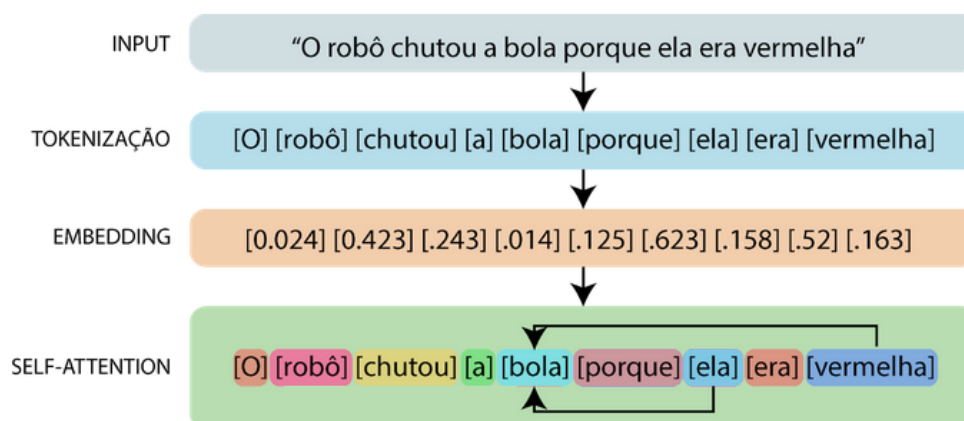 INPUT
“O robô chutou a bola porque ela era vermelha”
TOKENIZAÇÃO
[O] [robô] [chutou] [a] [bola] [porque] [ela] [era] [vermelha]
EMBEDDING
[0.024] [0.423] [.243] [.014] [.125] [.623] [.158] [.52] [.163]
SELF-ATTENTION
[O] [robô] [chutou] [a] [bola] [porque] [ela] [era] [vermelha]